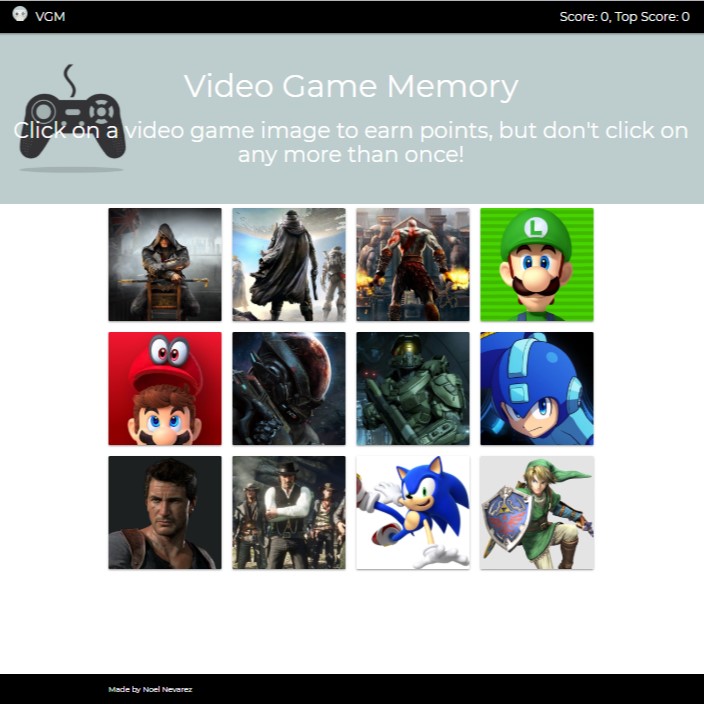 VGM
Score: 0, Top Score: 0
Video Game Memory
Click on a video game image to earn points, but don't click on
any more than once!
L
Made by Noel Nevarez